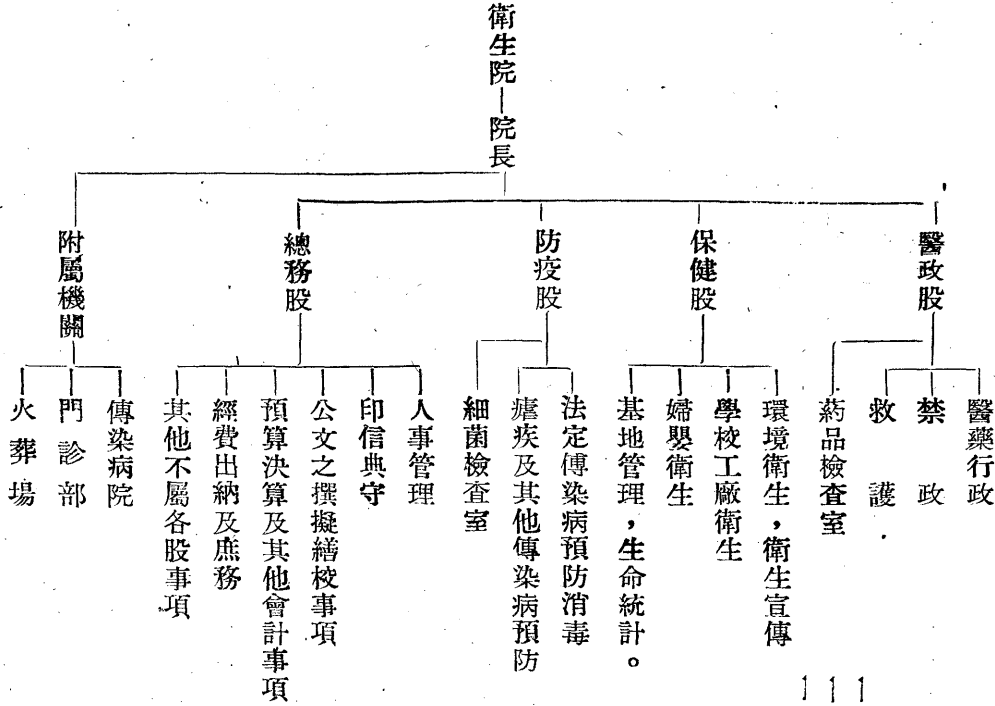 衛生院—院長
醫政股
保健股
防疫股
總務股
附屬機關
醫藥行政
禁政
救護
葯品檢查室
環境衛生，衛生宣傳
學校工廠衛生
婦嬰衛生
基地管理，生命統計。
法定傳染病預防消毒
瘧疾及其他傳染病預防
細菌檢查室
人事管理
印信典守
公文之撰擬繕校事項
預算決算及其他會計事項
經費出納及庶務
其他不屬各股事項
傳染病院
門診部
火葬場
111